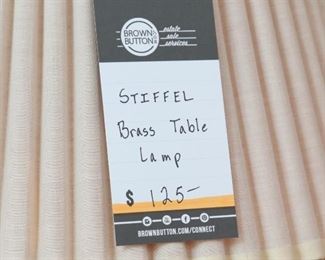 BROWN
BUTTON
estate
sale
services
STIFFEL
Brass Table
Lamp
$ 125-
BROWNBUTTON.COM/CONNECT